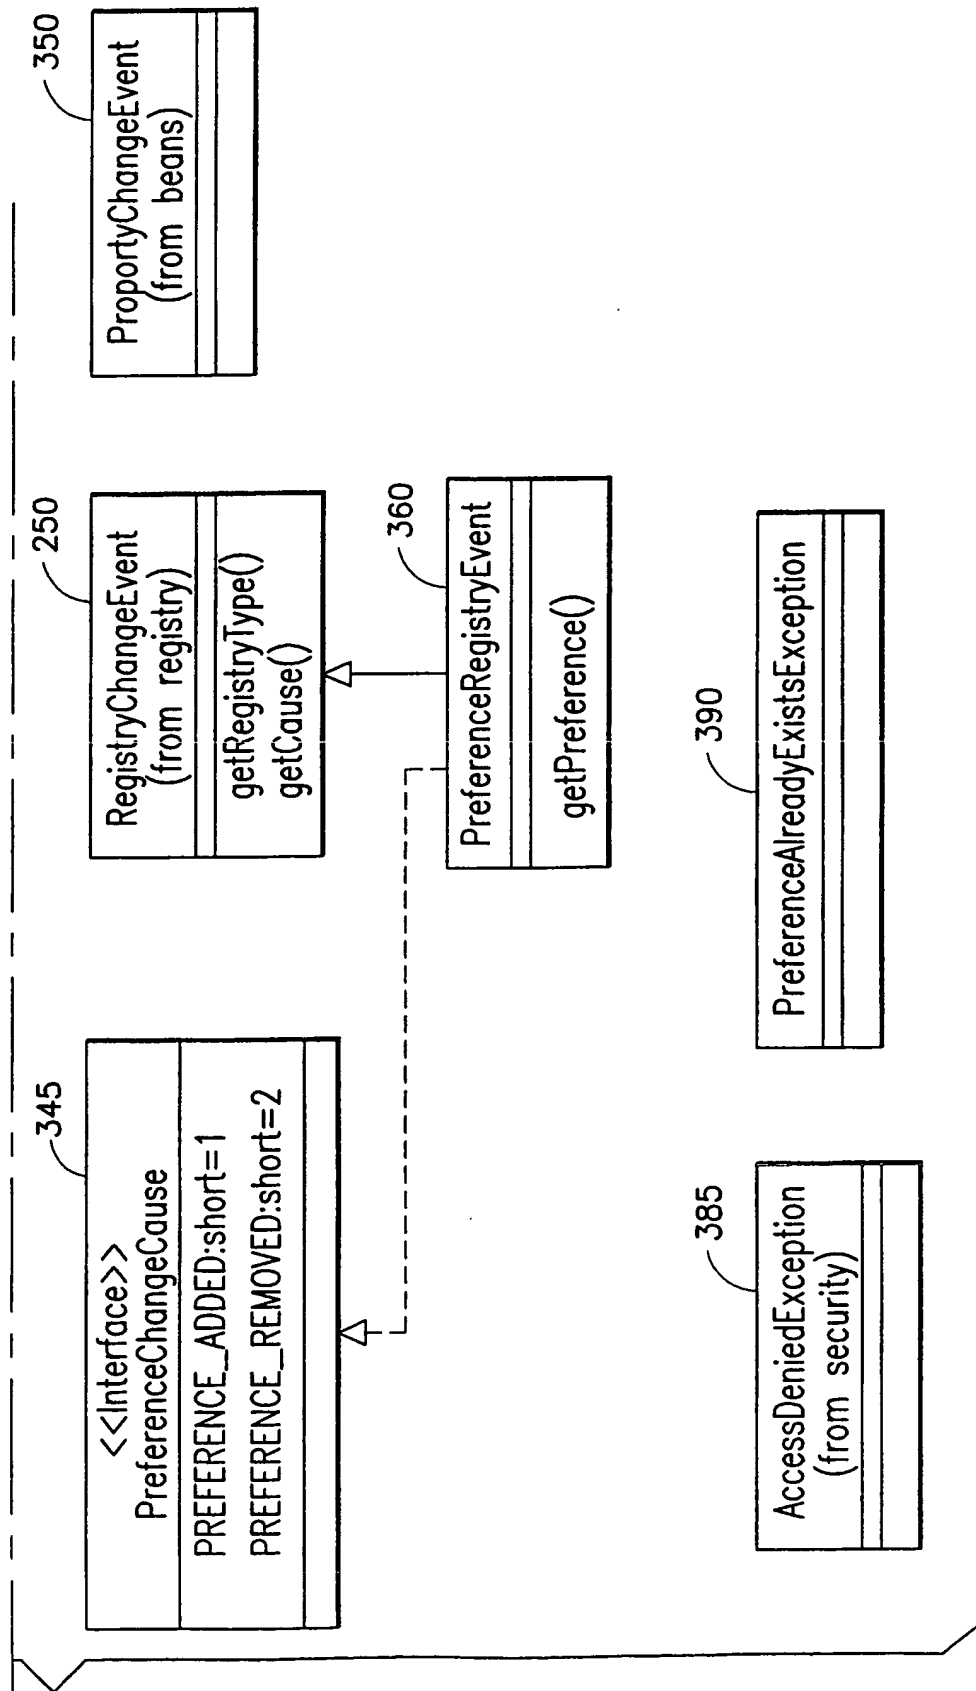 345
<<Interface>>
PreferenceChangeCause
PREFERENCE_ADDED:short=1
PREFERENCE_REMOVED:short=2
250
RegistryChangeEvent
(from registry)
getRegistryType()
getCause()
350
ProportyChangeEvent
(from beans)
360
PreferenceRegistryEvent
getPreference()
385
AccessDeniedException
(from security)
390
PreferenceAlreadyExistsException